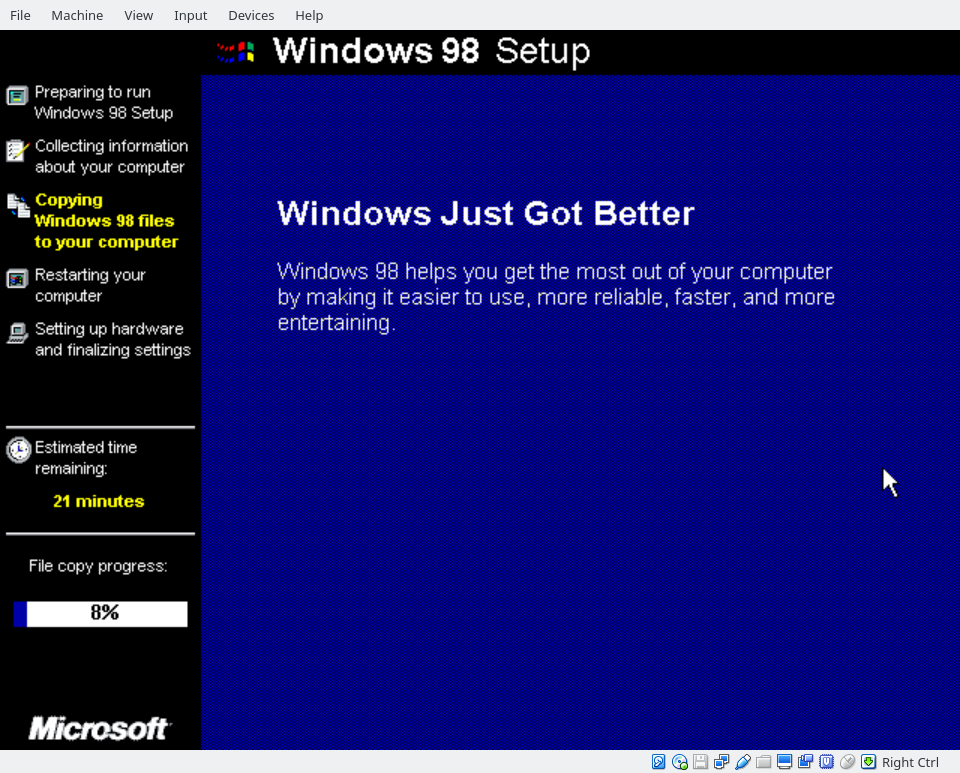 File Machine View Input Devices Help
Windows 98 Setup
Preparing to run
Windows 98 Setup
Collecting information
about your computer
Copying
Windows 98 files
to your computer
Restarting your
computer
Setting up hardware
and finalizing settings
Estimated time
remaining:
21 minutes
File copy progress:
8%
Microsoft
Windows Just Got Better
Windows 98 helps you get the most out of your computer
by making it easier to use, more reliable, faster, and more
entertaining.
Right Ctrl